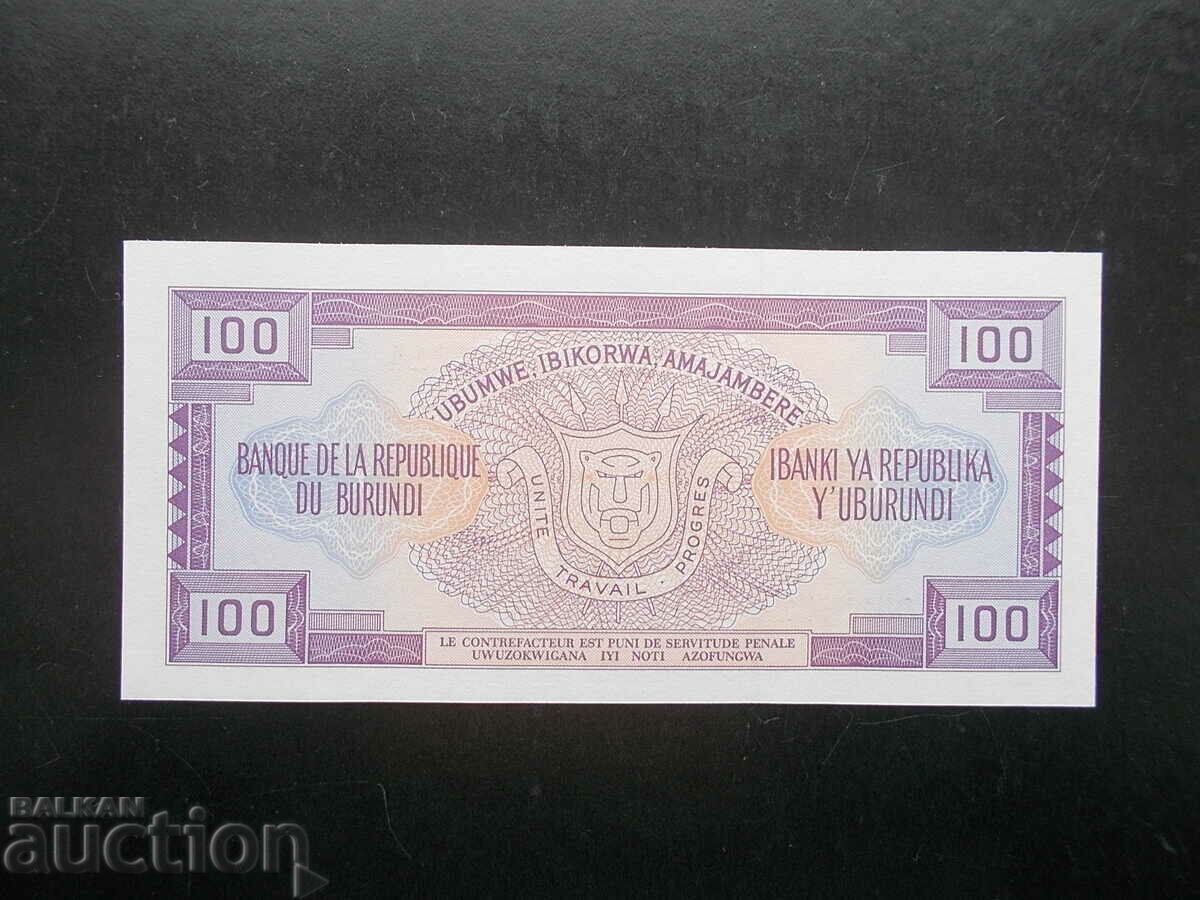 100
100
UBUMWE, IBIKORWA, AMAJAMBERE
BANQUE DE LA REPUBLIQUE
DU BURUNDI
IBANKI YA REPUBLIKA
Y'UBURUNDI
UNITE TRAVAIL · PROGRES
100
100
LE CONTREFACTEUR EST PUNI DE SERVITUDE PENALE
UWUZOKWIGANA IYI NOTI AZOFUNGWA
BALKAN
auction